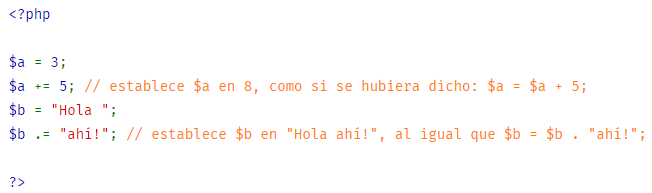 <?php
$a = 3;
$a += 5; // establece $a en 8, como si se hubiera dicho: $a = $a + 5;
$b = "Hola ";
$b .= "ahí!"; // establece $b en "Hola ahí!", al igual que $b = $b . "ahí!";
?>